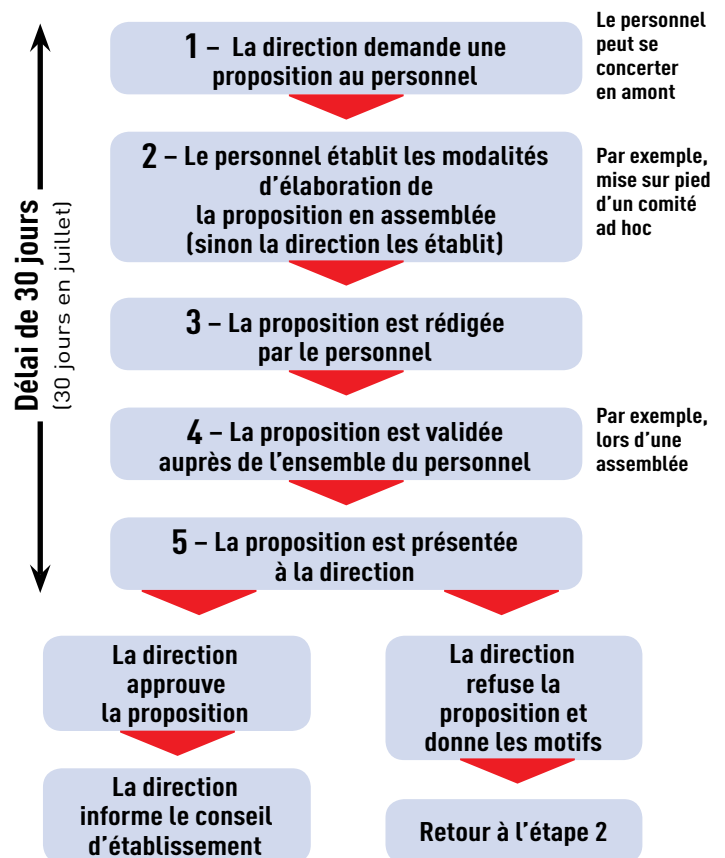 1 – La direction demande une
proposition au personnel
Le personnel
peut se
concerter
en amont
2 – Le personnel établit les modalités
d'élaboration de
la proposition en assemblée
(sinon la direction les établit)
Par exemple,
mise sur pied
d'un comité
ad hoc
Délai de 30 jours
(30 jours en juillet)
3 – La proposition est rédigée
par le personnel
4 – La proposition est validée
auprès de l'ensemble du personnel
Par exemple,
lors d'une
assemblée
5 – La proposition est présentée
à la direction
La direction
approuve
la proposition
La direction
refuse la
proposition et
donne les motifs
La direction
informe le conseil
d'établissement
Retour à l'étape 2